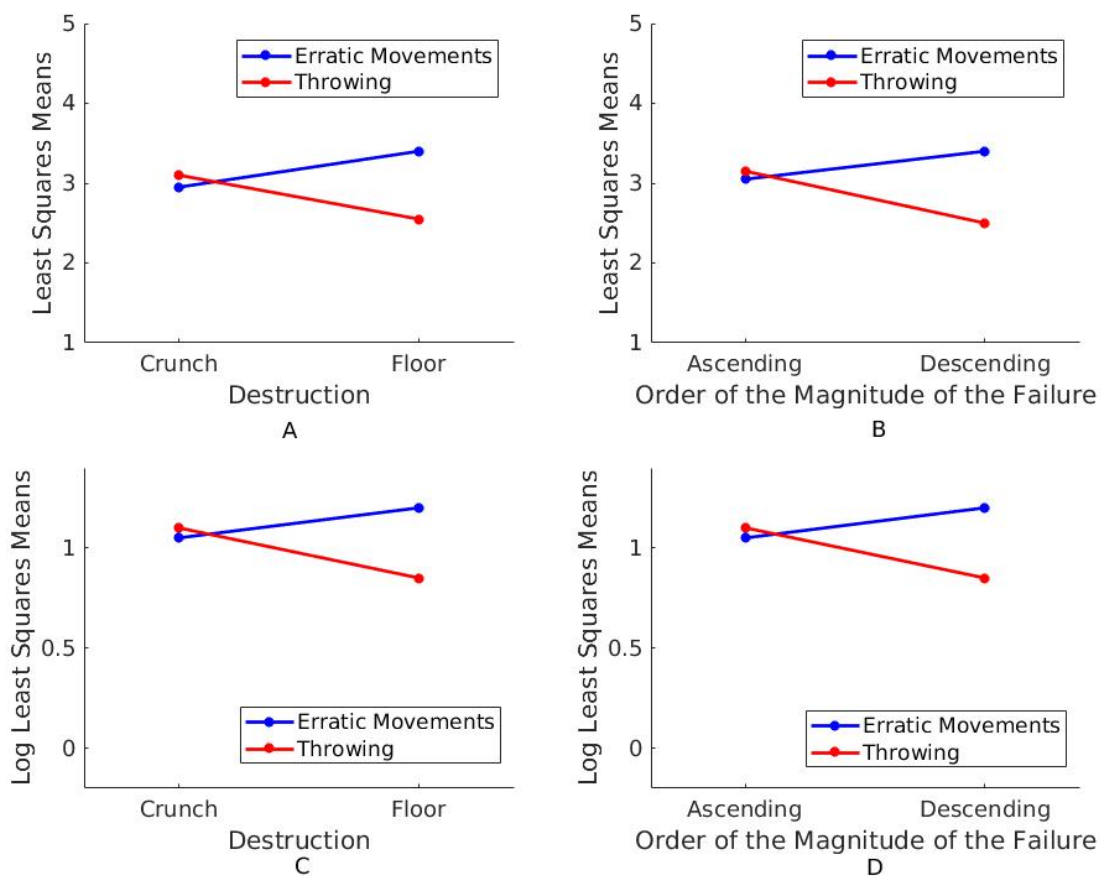 5
4
3
2
1
Least Squares Means
Erratic Movements
Throwing
Crunch
Floor
Destruction
A
5
4
3
2
1
Least Squares Means
Erratic Movements
Throwing
Ascending
Descending
Order of the Magnitude of the Failure
B
1
0.5
0
Log Least Squares Means
Erratic Movements
Throwing
Crunch
Floor
Destruction
C
1
0.5
0
Log Least Squares Means
Erratic Movements
Throwing
Ascending
Descending
Order of the Magnitude of the Failure
D